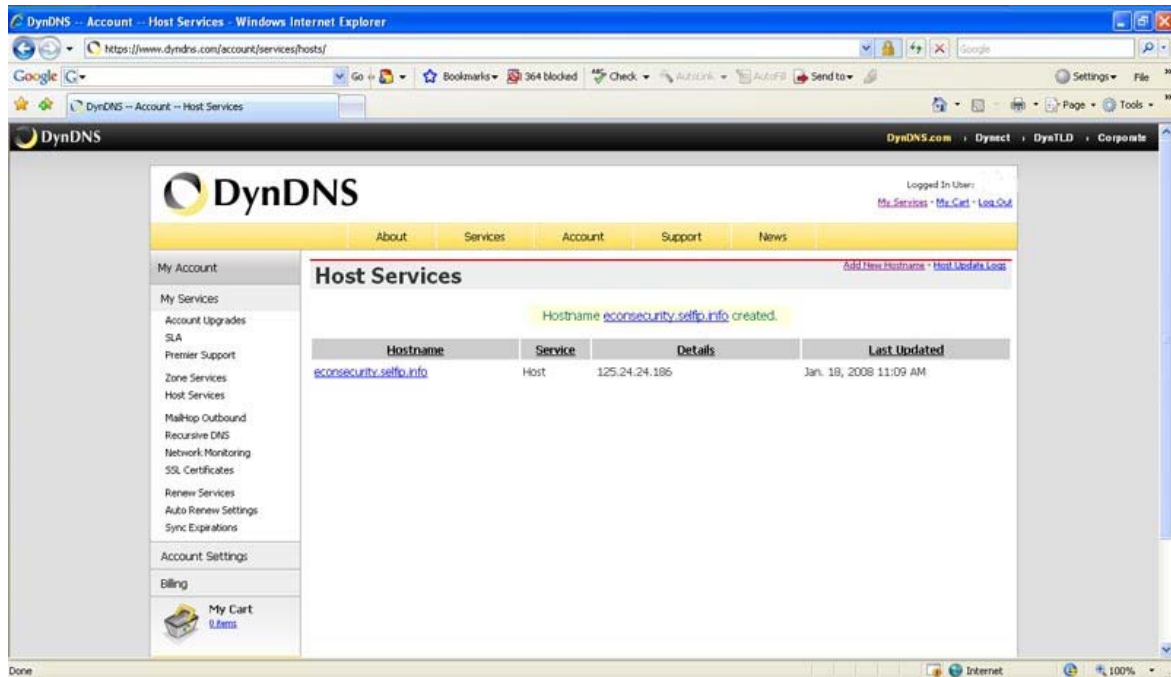 DynDNS -- Account -- Host Services - Windows Internet Explorer
https://www.dyndns.com/account/services/hosts/
Google
Google G
Go
Bookmarks
364 blocked
Check
AutoLink
AutoFill
Send to
Settings
File
DynDNS -- Account -- Host Services
Page
Tools
DynDNS
DynDNS.com › Dynect › DynTLD › Corporate
DynDNS
Logged In User:
My Services - My Cart - Log Out
About
Services
Account
Support
News
My Account
Host Services
Add New Hostname - Host Update Logs
My Services
Hostname econsecurity.selfip.info created.
Account Upgrades
SLA
Premier Support
Zone Services
Host Services
MailHop Outbound
Recursive DNS
Network Monitoring
SSL Certificates
Renew Services
Auto Renew Settings
Sync Expirations
Hostname Service Details Last Updated
econsecurity.selfip.info Host 125.24.24.186 Jan. 18, 2008 11:09 AM
Account Settings
Billing
My Cart
0 items
Done
Internet
100%